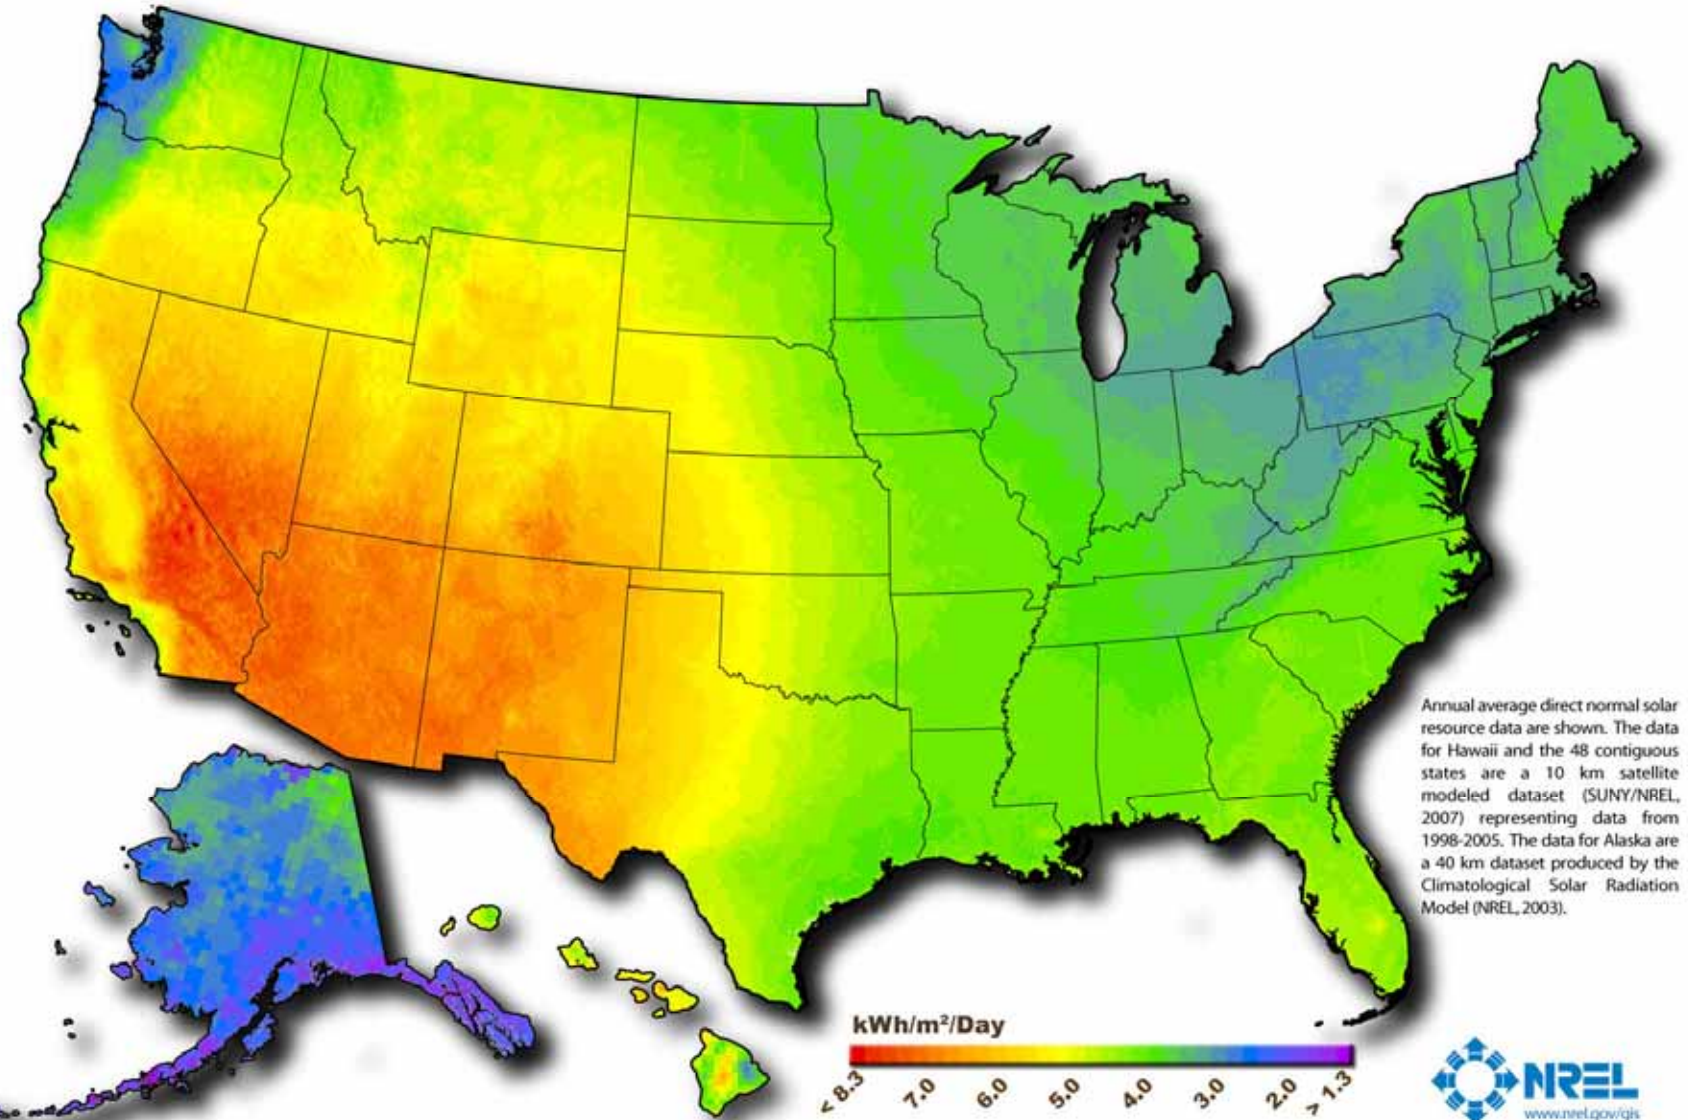 Annual average direct normal solar
resource data are shown. The data
for Hawaii and the 48 contiguous
states are a 10 km satellite
modeled dataset (SUNY/NREL,
2007) representing data from
1998-2005. The data for Alaska are
a 40 km dataset produced by the
Climatological Solar Radiation
Model (NREL, 2003).
kWh/m²/Day
< 8.3 7.0 6.0 5.0 4.0 3.0 2.0 > 1.3
NREL
www.nrel.gov/gis